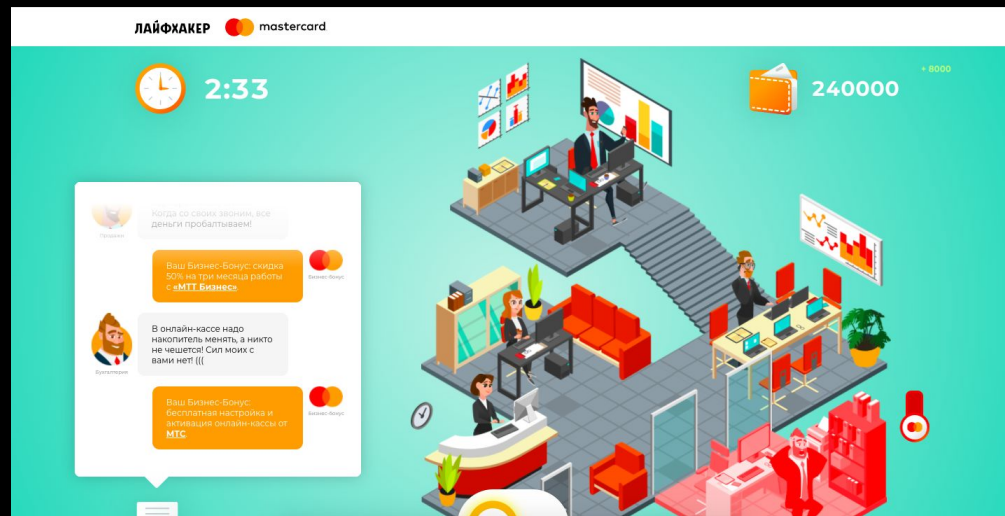 ЛАЙФХАКЕР mastercard
2:33
+ 8000
240000
Когда со своих звоним, все
деньги пробалтываем!
Продажи
Ваш Бизнес-Бонус: скидка
50% на три месяца работы
с «МТТ Бизнес»
Бизнес-бонус
В онлайн-кассе надо
накопитель менять, а никто
не чешется! Сил моих с
вами нет! (((
Бухгалтерия
Ваш Бизнес-Бонус:
бесплатная настройка и
активация онлайн-кассы от
МТС.
Бизнес-бонус